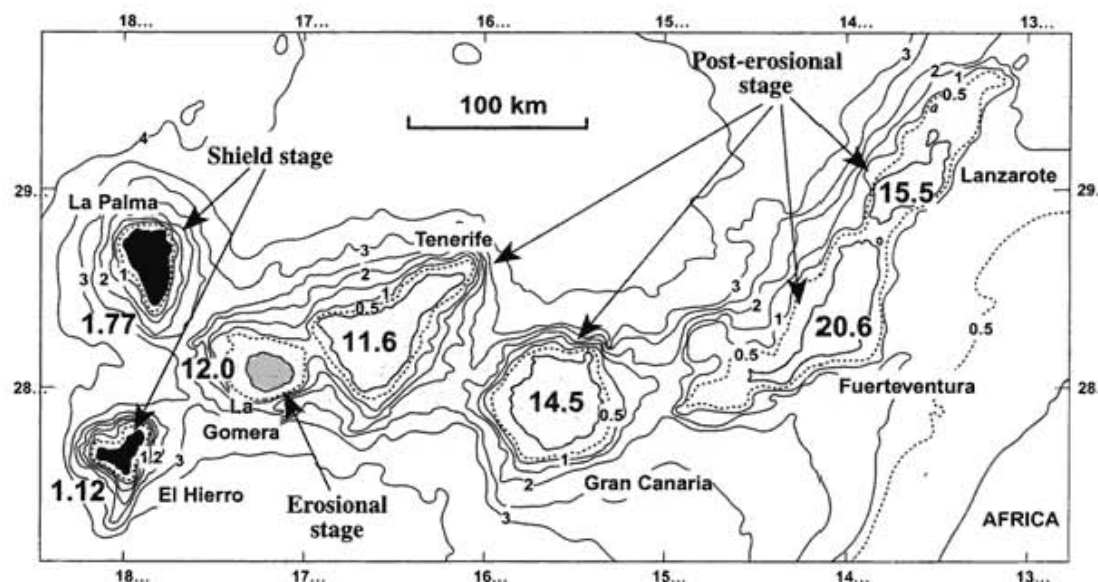 18... 17... 16... 15... 14... 13...
3
2
1
0.5
Post-erosional
stage
100 km
4
Shield stage
29.. 29..
La Palma
15.5
Lanzarote
Tenerife
3
2
1
0.5
3
2
1
3
2
1
1.77
11.6
20.6
0.5
0.5
12.0
28.. 28..
La
Gomera
14.5
0.5
Fuerteventura
1
2
3
1.2
3
1.12
El Hierro
Erosional
stage
Gran Canaria
AFRICA
18... 17... 16... 15... 14... 13...